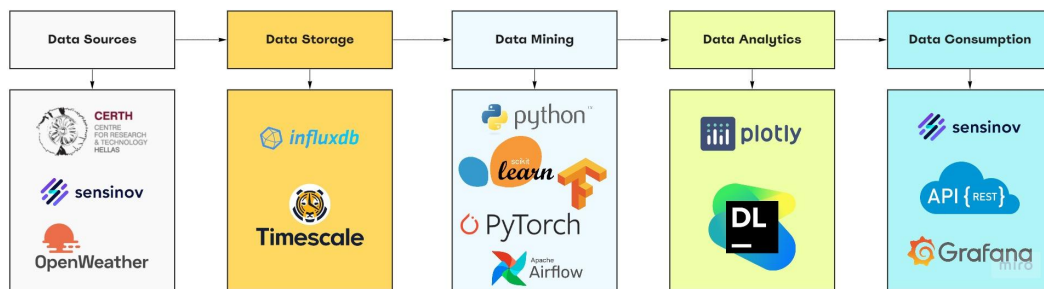 Data Sources
Data Storage
Data Mining
Data Analytics
Data Consumption
CERTH
CENTRE
FOR RESEARCH
& TECHNOLOGY
HELLAS
sensinov
OpenWeather
influxdb
Timescale
python
scikit
learn
PyTorch
Apache
Airflow
plotly
DL
sensinov
API {REST}
Grafana
miro